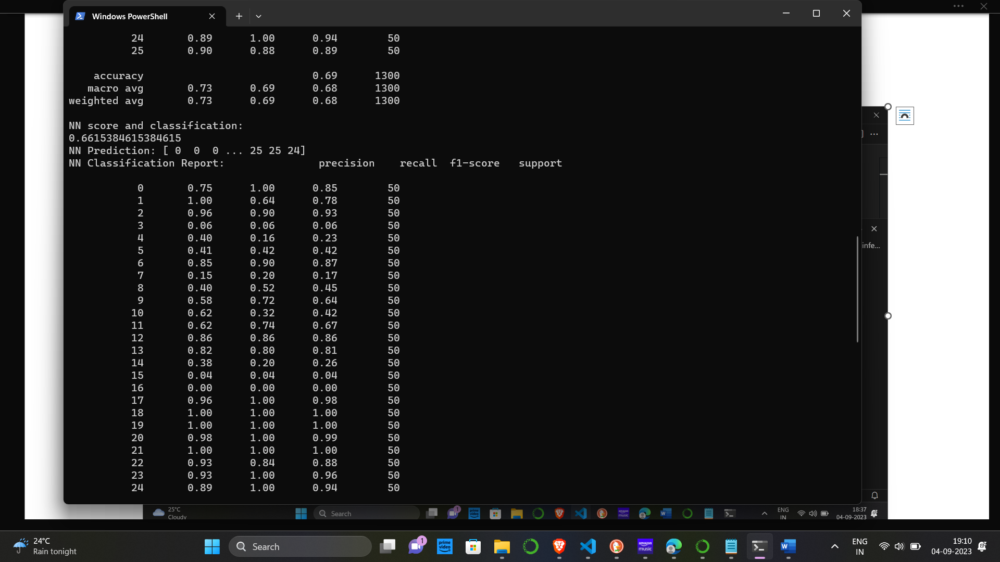 Windows PowerShell
24 0.89 1.00 0.94 50
25 0.90 0.88 0.89 50
accuracy 0.69 1300
macro avg 0.73 0.69 0.68 1300
weighted avg 0.73 0.69 0.68 1300
NN score and classification:
0.6615384615384615
NN Prediction: [ 0 0 0 ... 25 25 24]
NN Classification Report: precision recall f1-score support
0 0.75 1.00 0.85 50
1 1.00 0.64 0.78 50
2 0.96 0.90 0.93 50
3 0.06 0.06 0.06 50
4 0.40 0.16 0.23 50
5 0.41 0.42 0.42 50
6 0.85 0.90 0.87 50
7 0.15 0.20 0.17 50
8 0.40 0.52 0.45 50
9 0.58 0.72 0.64 50
10 0.62 0.32 0.42 50
11 0.62 0.74 0.67 50
12 0.86 0.86 0.86 50
13 0.82 0.80 0.81 50
14 0.38 0.20 0.26 50
15 0.04 0.04 0.04 50
16 0.00 0.00 0.00 50
17 0.96 1.00 0.98 50
18 1.00 1.00 1.00 50
19 1.00 1.00 1.00 50
20 0.98 1.00 0.99 50
21 1.00 1.00 1.00 50
22 0.93 0.84 0.88 50
23 0.93 1.00 0.96 50
24 0.89 1.00 0.94 50
infe...
25°C
Cloudy
Search
1
prime video
amazon music
W
ENG
IN
18:37
04-09-2023
24°C
Rain tonight
Search
1
prime video
amazon music
W
ENG
IN
19:10
04-09-2023